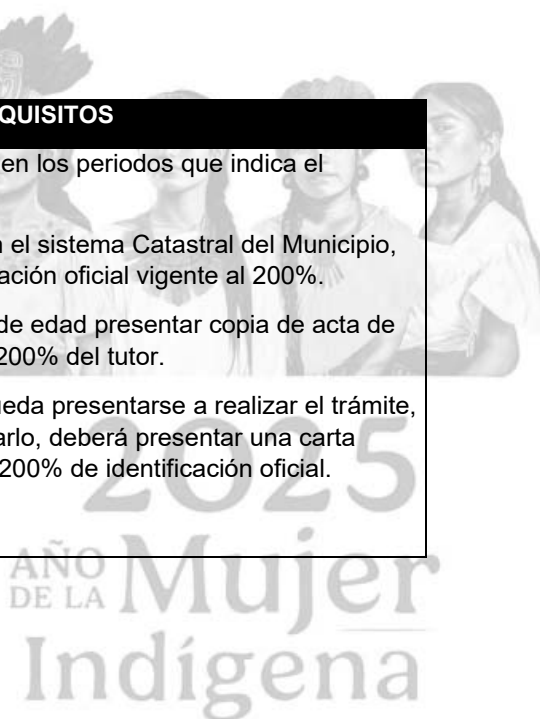 QUISITOS
en los periodos que indica el
el sistema Catastral del Municipio,
ación oficial vigente al 200%.
de edad presentar copia de acta de
200% del tutor.
ueda presentarse a realizar el trámite,
arlo, deberá presentar una carta
200% de identificación oficial.
2025
AÑO
DE LA Mujer
Indígena